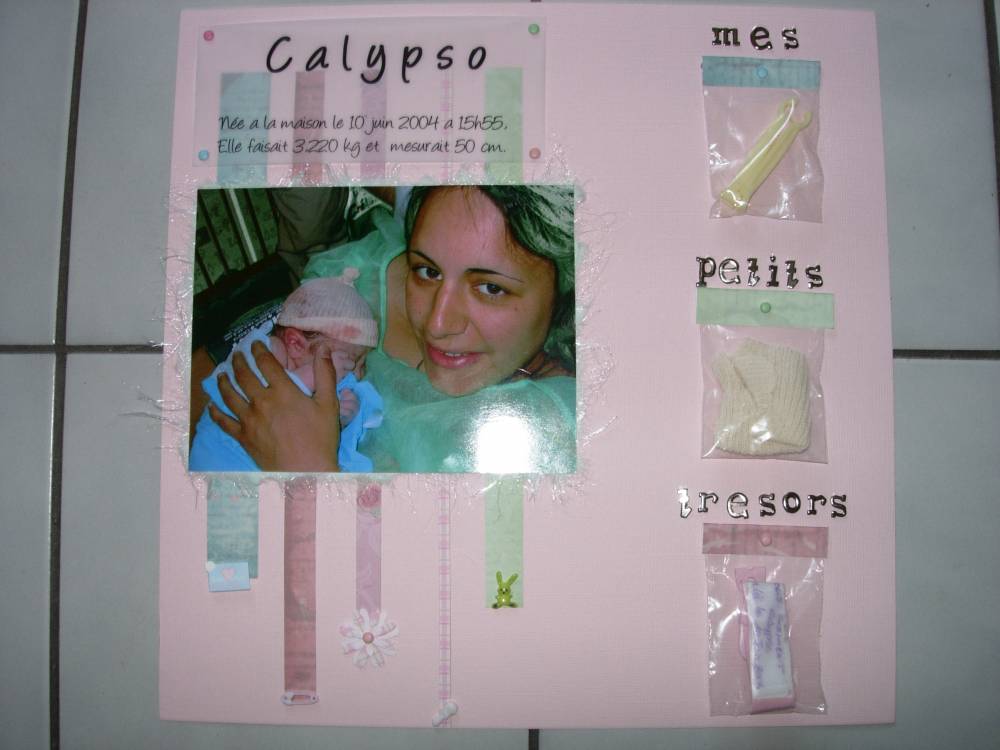 Calypso
Née a la maison le 10 juin 2004 a 15h55.
Elle faisait 3.220 kg et mesurait 50 cm.
mes
petits
tresors